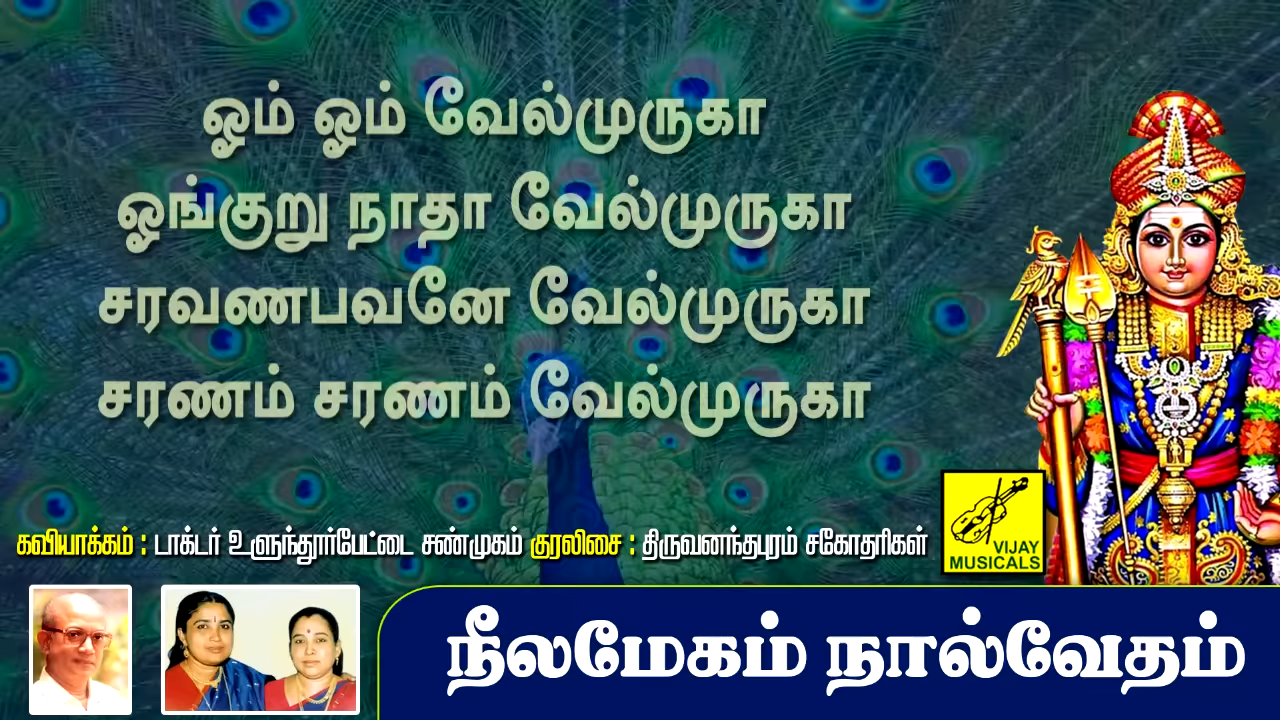 ஓம் ஓம் வேல்முருகா
ஓங்குறு நாதா வேல்முருகா
சரவணபவனே வேல்முருகா
சரணம் சரணம் வேல்முருகா
கவியாக்கம் : டாக்டர் உளுந்தூர்பேட்டை சண்முகம் குரலிசை : திருவனந்தபுரம் சகோதரிகள்
VIJAY
MUSICALS
நீலமேகம் நால்வேதம்